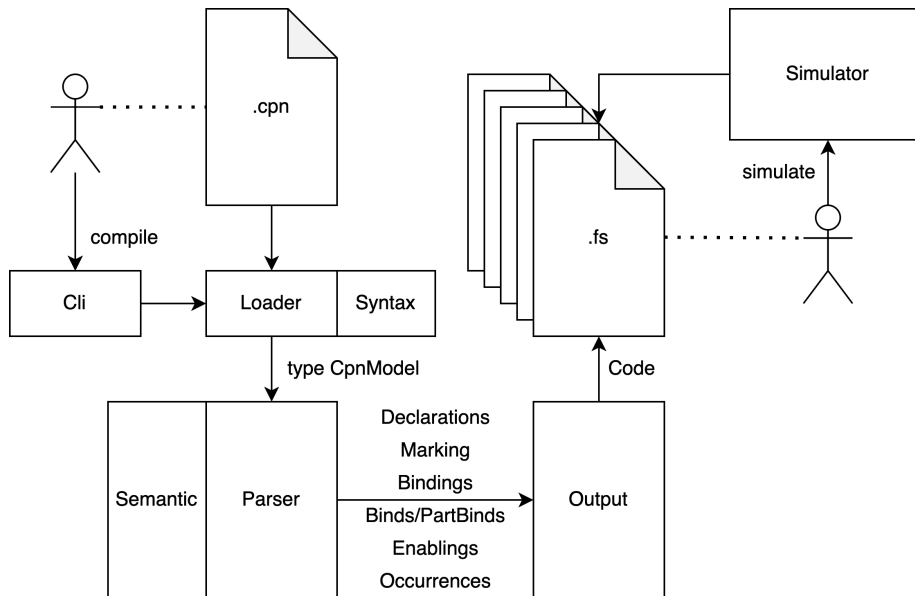 .cpn
Simulator
simulate
compile
.fs
Cli
Loader
Syntax
type CpnModel
Code
Declarations
Marking
Bindings
Binds/PartBinds
Enablings
Occurrences
Semantic
Parser
Output